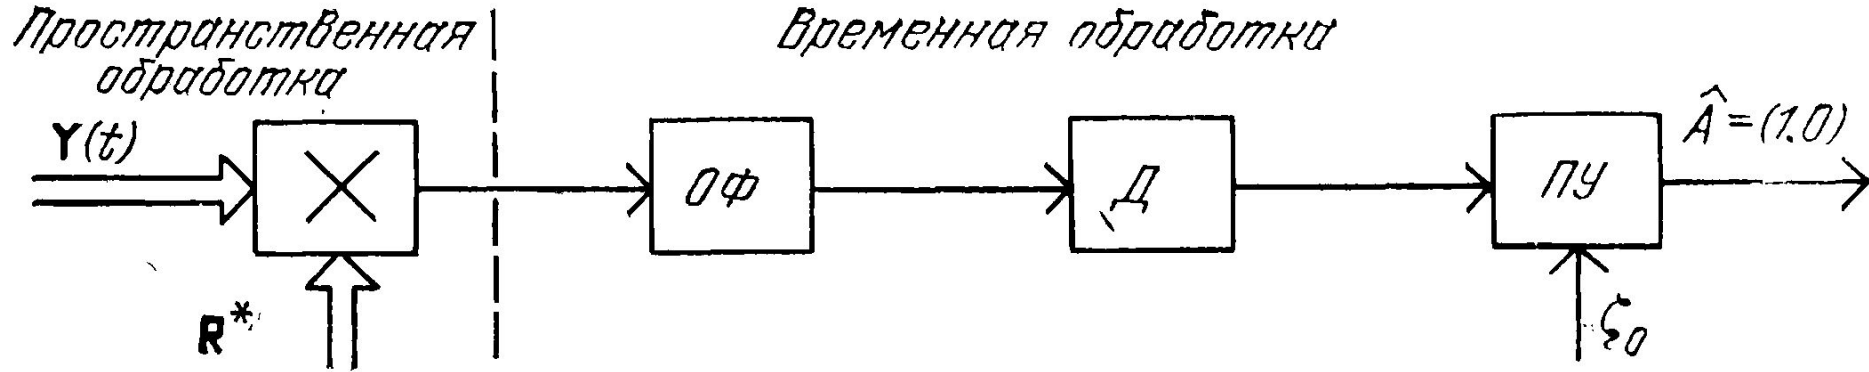 Пространственная
обработка
Временная обработка
Y(t)
R*
ОФ
Д
ПУ
Â=(1.0)
ζ₀